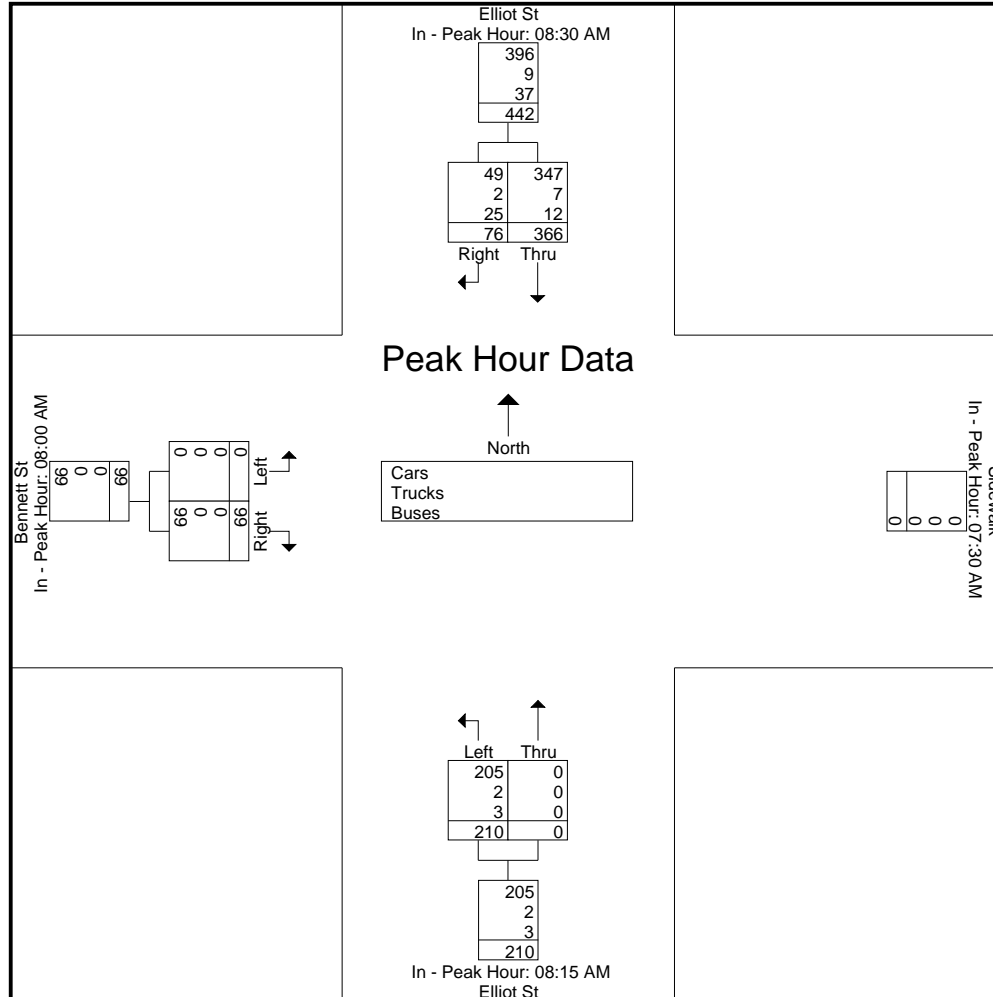 Elliot St
In - Peak Hour: 08:30 AM
396
9
37
442
49 347
2 7
25 12
76 366
Right Thru
Peak Hour Data
North
Cars
Trucks
Buses
Bennett St
In - Peak Hour: 08:00 AM
66
0
0
66
0 66
0 0
0 0
0 66
Left Right
Sidewalk
In - Peak Hour: 07:30 AM
0
0
0
0
Left Thru
205 0
2 0
3 0
210 0
205
2
3
210
In - Peak Hour: 08:15 AM
Elliot St